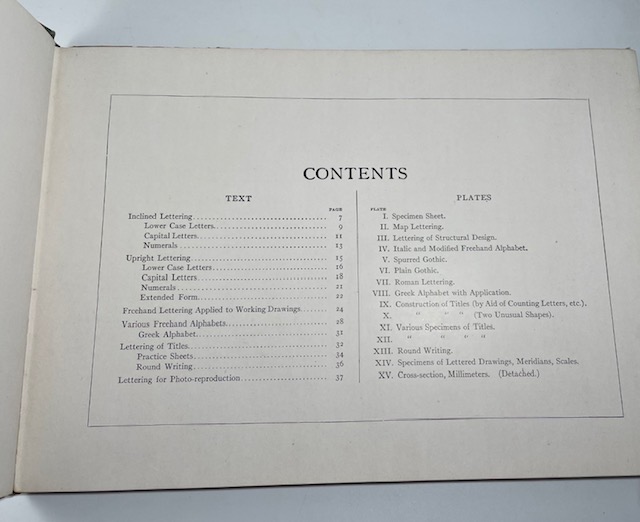 CONTENTS
TEXT
PAGE
Inclined Lettering 7
Lower Case Letters 9
Capital Letters 11
Numerals 13
Upright Lettering 15
Lower Case Letters 16
Capital Letters 18
Numerals 21
Extended Form 22
Freehand Lettering Applied to Working Drawings 24
Various Freehand Alphabets 28
Greek Alphabet 31
Lettering of Titles 32
Practice Sheets 34
Round Writing 36
Lettering for Photo-reproduction 37
PLATES
PLATE
I. Specimen Sheet.
II. Map Lettering.
III. Lettering of Structural Design.
IV. Italic and Modified Freehand Alphabet.
V. Spurred Gothic.
VI. Plain Gothic.
VII. Roman Lettering.
VIII. Greek Alphabet with Application.
IX. Construction of Titles (by Aid of Counting Letters, etc.).
X. " " " (Two Unusual Shapes).
XI. Various Specimens of Titles.
XII. " " " "
XIII. Round Writing.
XIV. Specimens of Lettered Drawings, Meridians, Scales.
XV. Cross-section, Millimeters. (Detached.)